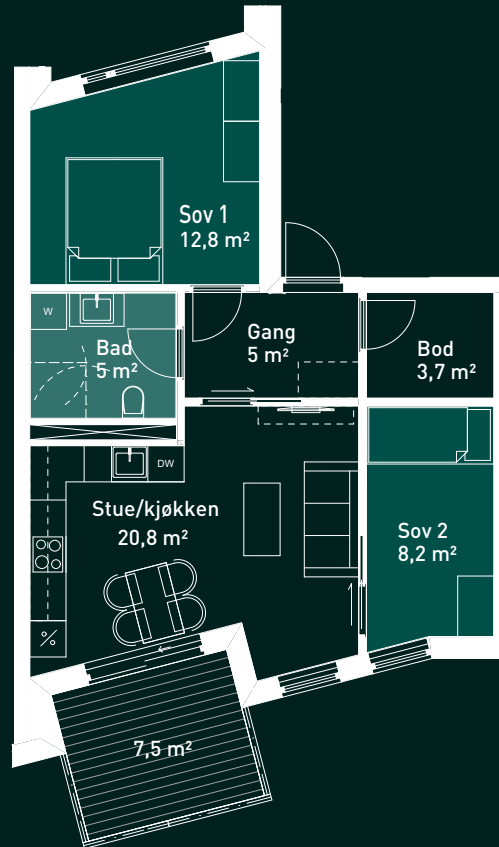 Sov 1
12,8 m²
W
Bad
5 m²
Gang
5 m²
Bod
3,7 m²
DW
Stue/kjøkken
20,8 m²
Sov 2
8,2 m²
%
7,5 m²